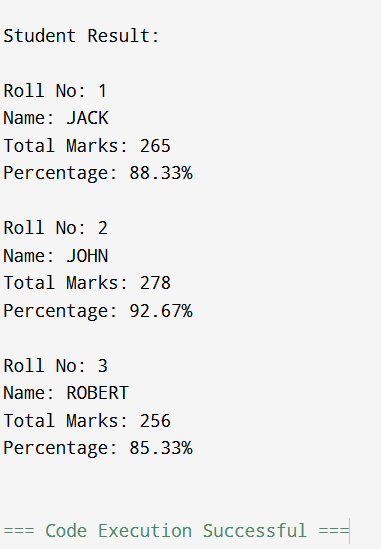 Student Result:
Roll No: 1
Name: JACK
Total Marks: 265
Percentage: 88.33%
Roll No: 2
Name: JOHN
Total Marks: 278
Percentage: 92.67%
Roll No: 3
Name: ROBERT
Total Marks: 256
Percentage: 85.33%
=== Code Execution Successful ===